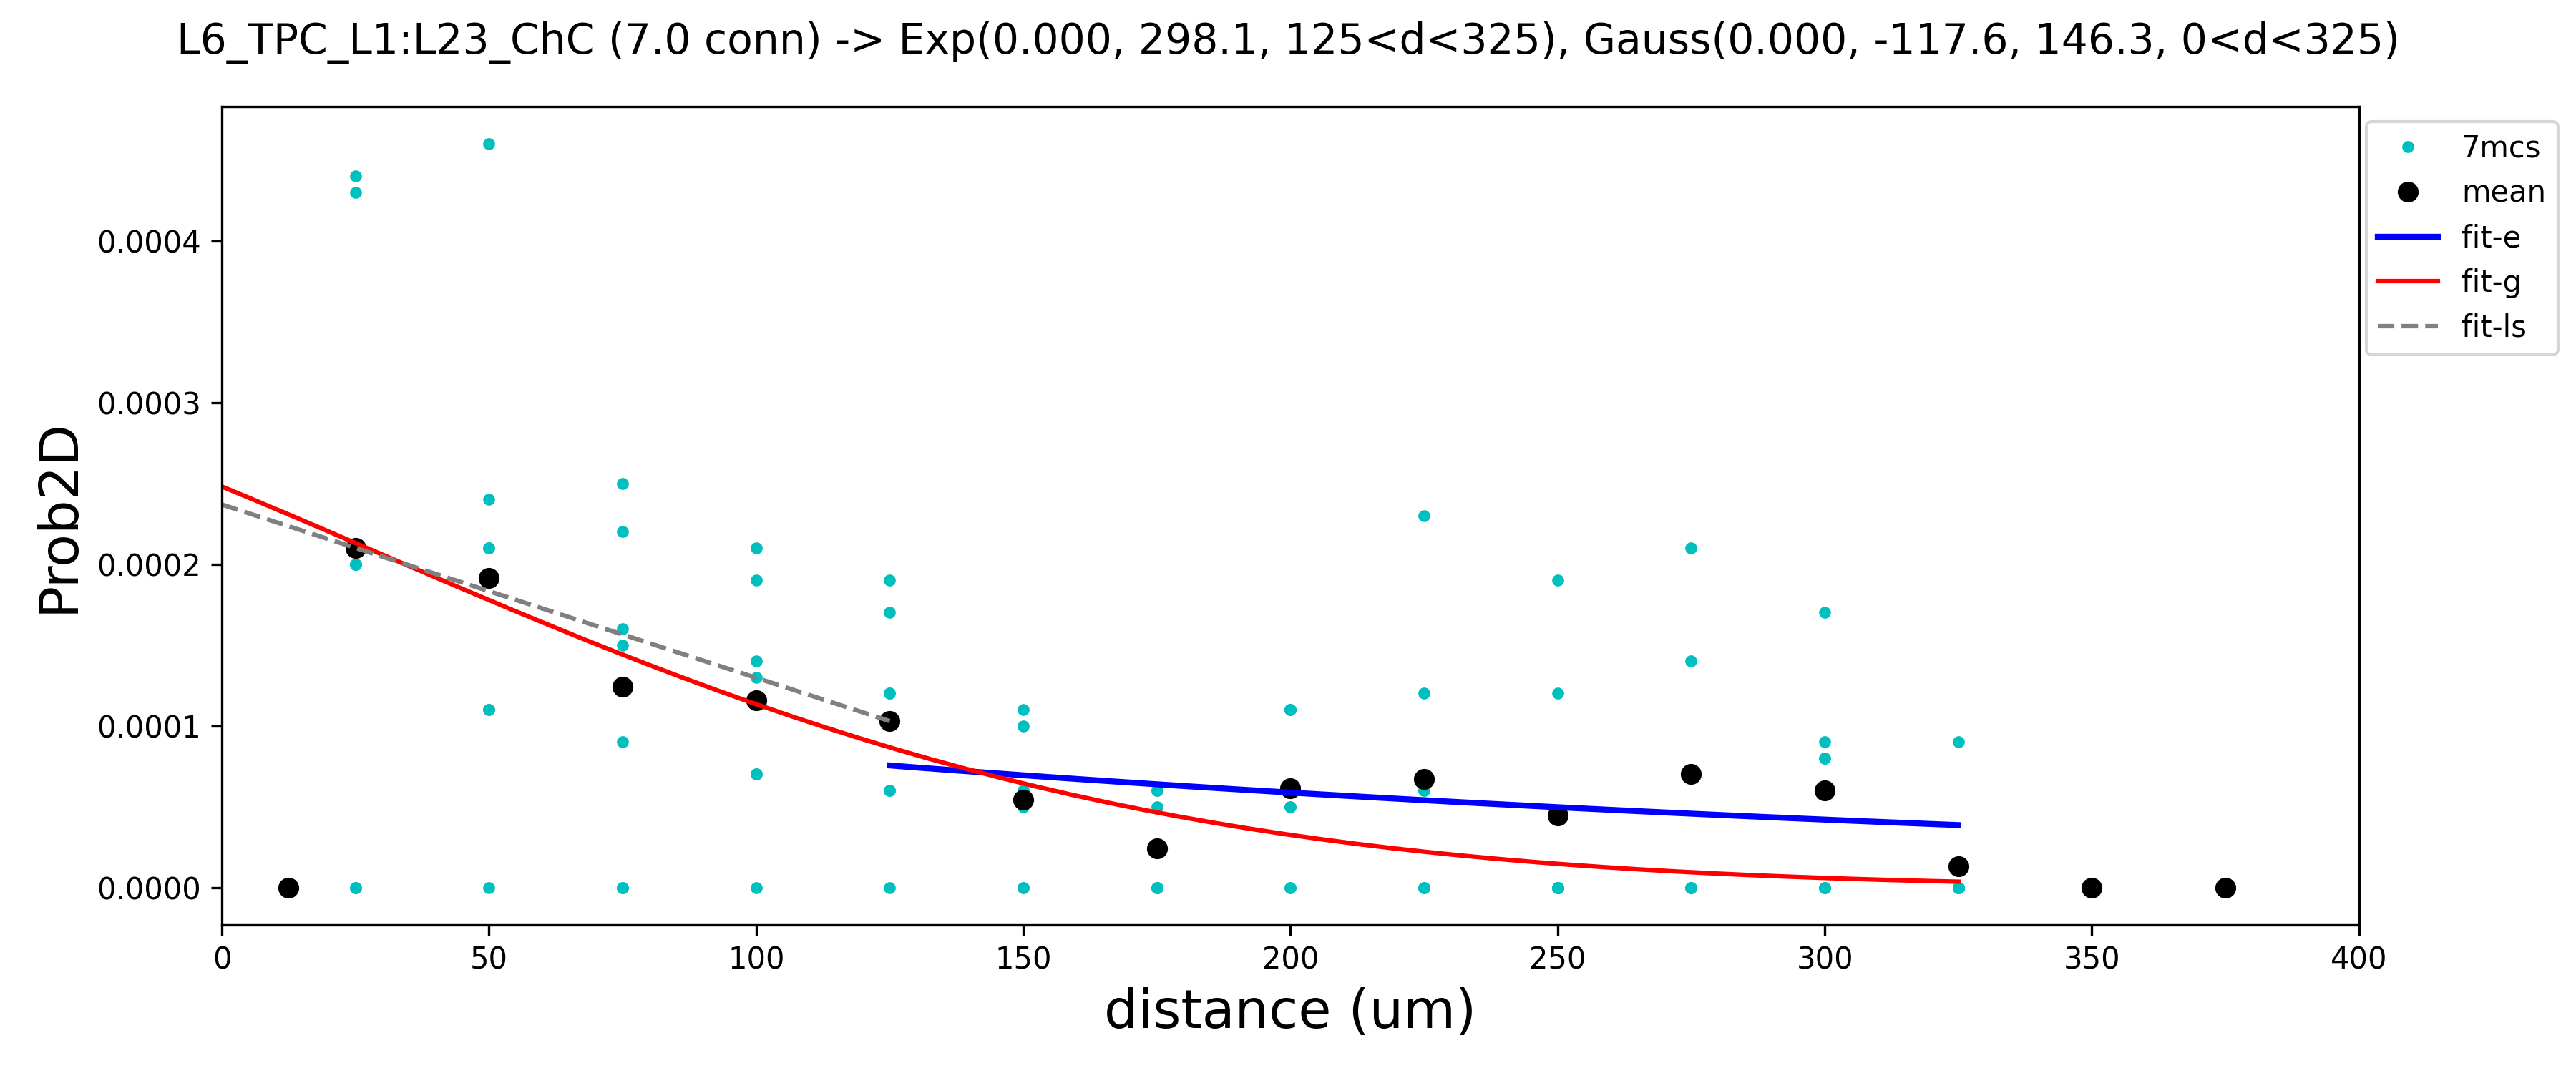 L6_TPC_L1:L23_ChC (7.0 conn) -> Exp(0.000, 298.1, 125<d<325), Gauss(0.000, -117.6, 146.3, 0<d<325)
7mcs
mean
fit-e
fit-g
fit-ls
Prob2D
0.0004
0.0003
0.0002
0.0001
0.0000
0 50 100 150 200 250 300 350 400
distance (um)